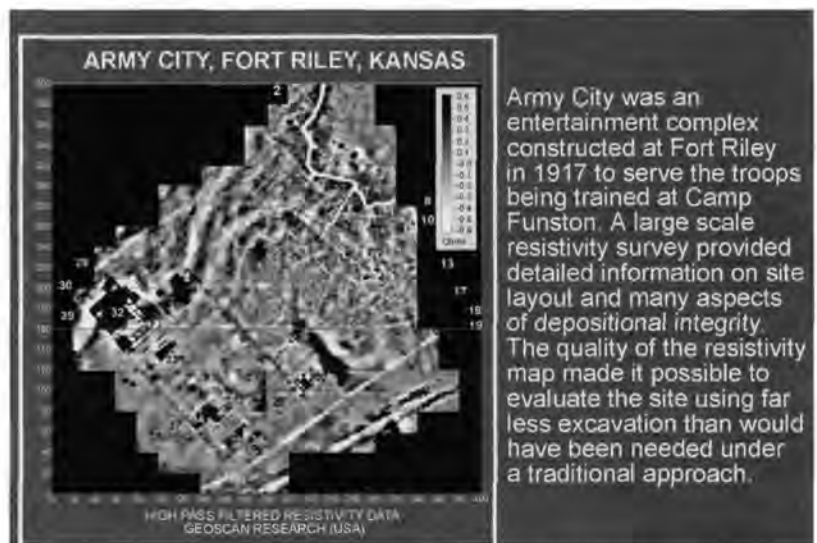 ARMY CITY, FORT RILEY, KANSAS
2
8
10
13
17
18
19
29
30
39
32
HIGH PASS FILTERED RESISTIVITY DATA
GEOSCAN RESEARCH (USA)
Army City was an
entertainment complex
constructed at Fort Riley
in 1917 to serve the troops
being trained at Camp
Funston. A large scale
resistivity survey provided
detailed information on site
layout and many aspects
of depositional integrity.
The quality of the resistivity
map made it possible to
evaluate the site using far
less excavation than would
have been needed under
a traditional approach.